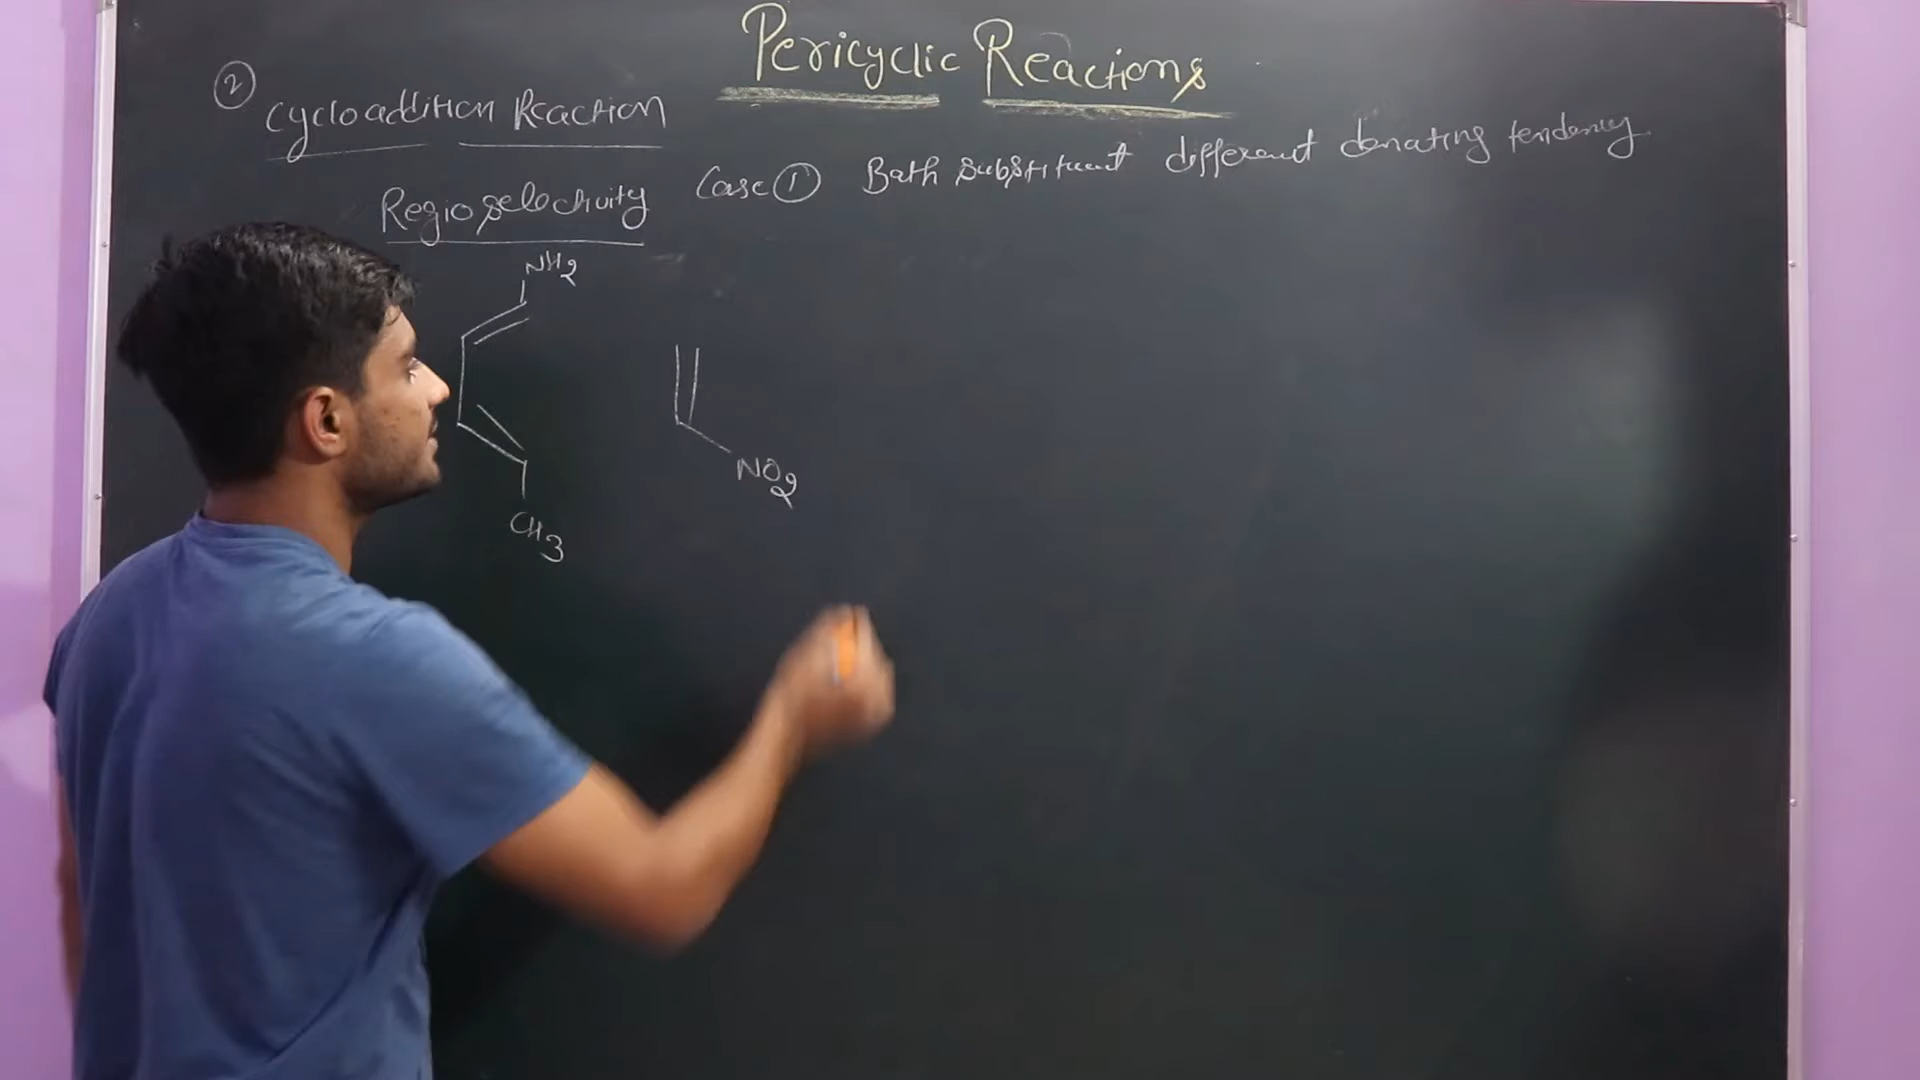 Pericyclic Reactions
② Cycloaddition Reaction
Regioselectivity Case ① Both substituent different donating tendency
NH2
NO2
CH3